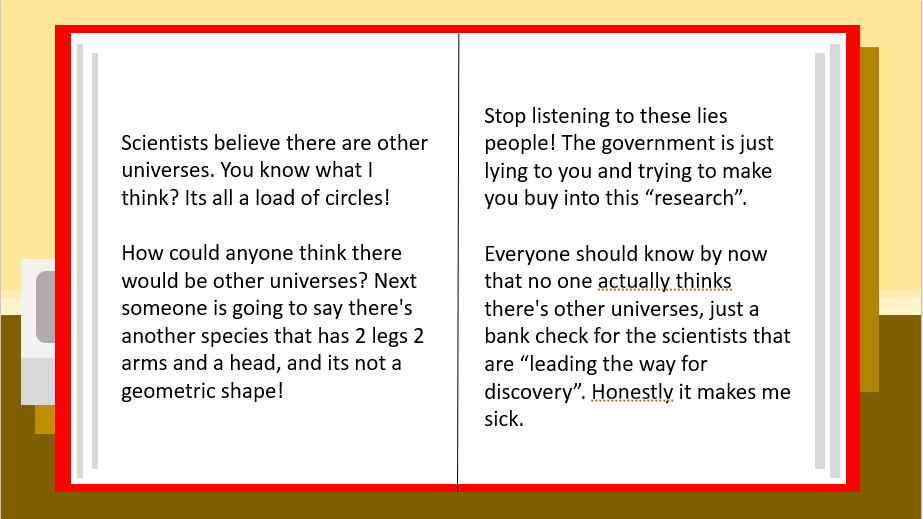 Scientists believe there are other
universes. You know what I
think? Its all a load of circles!
How could anyone think there
would be other universes? Next
someone is going to say there's
another species that has 2 legs 2
arms and a head, and its not a
geometric shape!
Stop listening to these lies
people! The government is just
lying to you and trying to make
you buy into this “research”.
Everyone should know by now
that no one actually thinks
there's other universes, just a
bank check for the scientists that
are “leading the way for
discovery”. Honestly it makes me
sick.